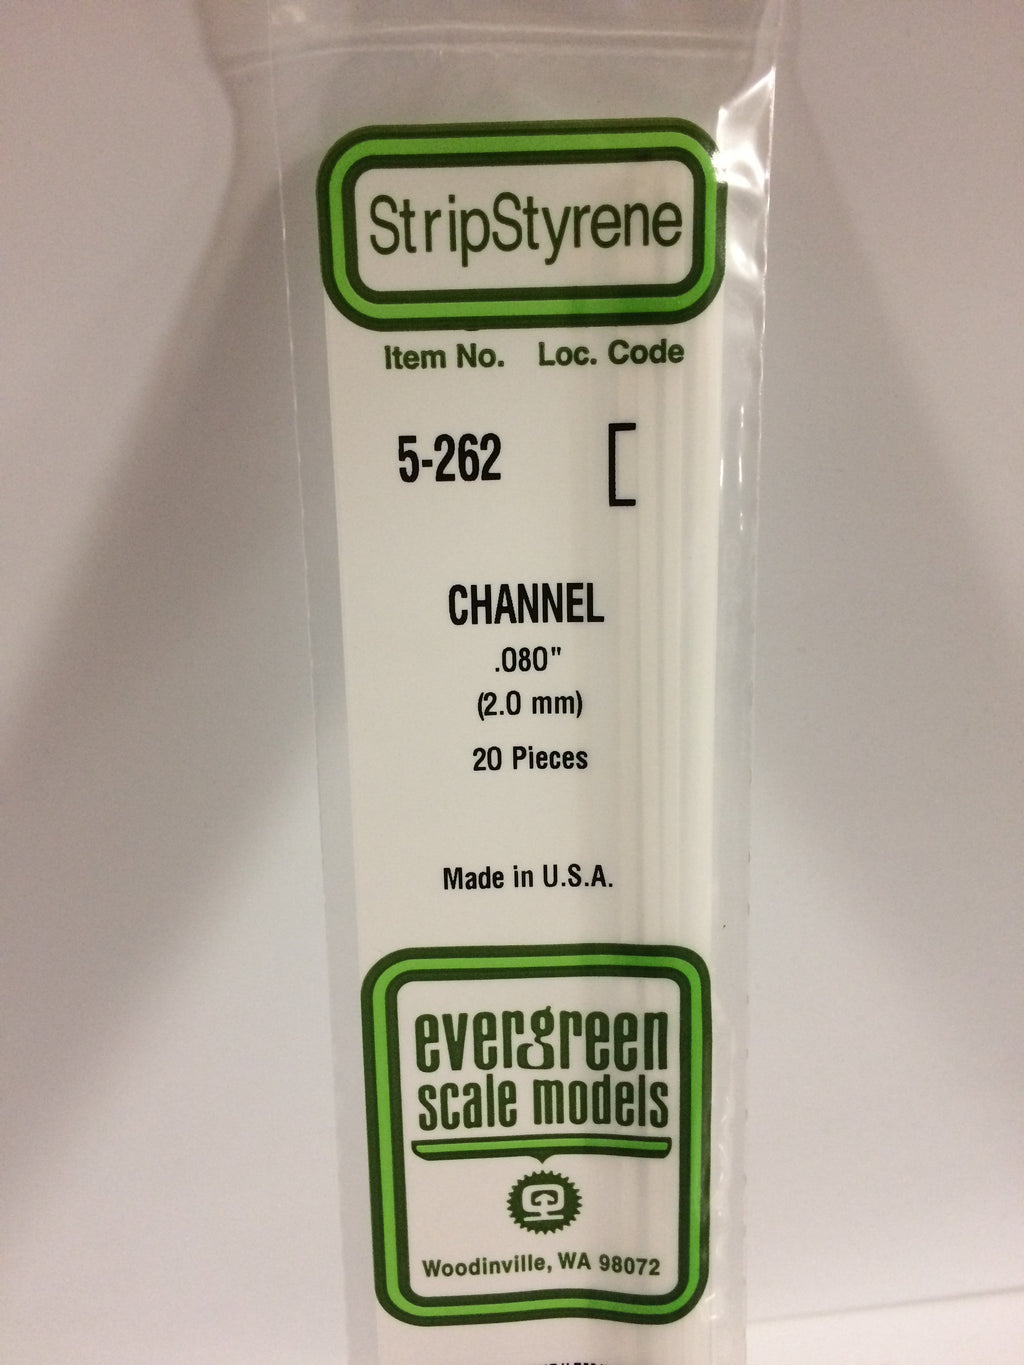 StripStyrene
Item No. Loc. Code
5-262
CHANNEL
.080"
(2.0 mm)
20 Pieces
Made in U.S.A.
evergreen
scale models
Woodinville, WA 98072